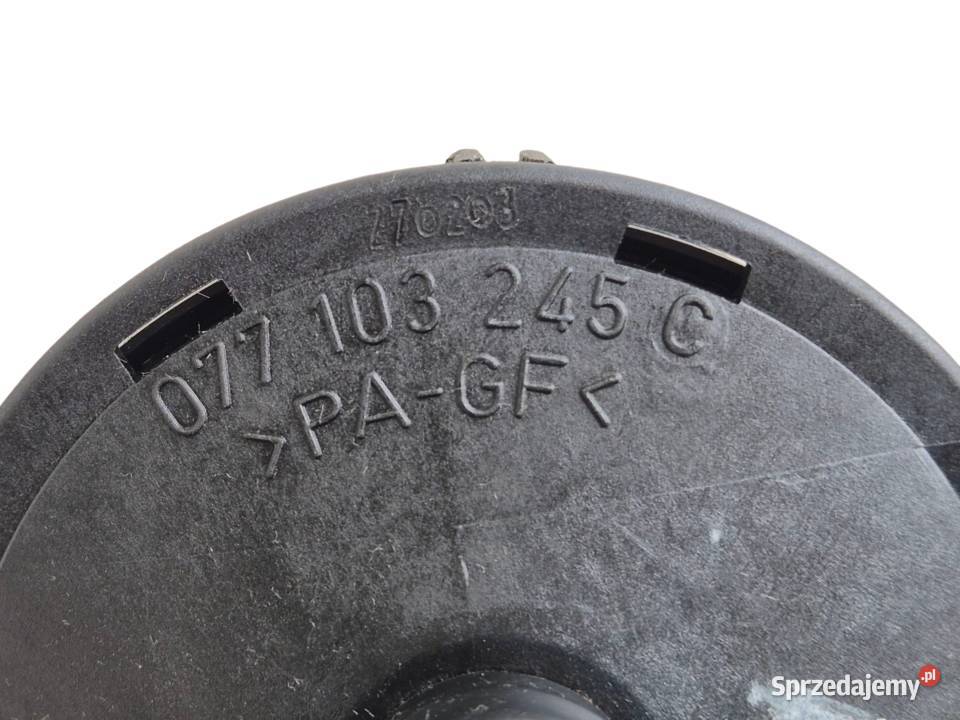 270203
077 103 245 C
>PA-GF<
Sprzedajemy.pl